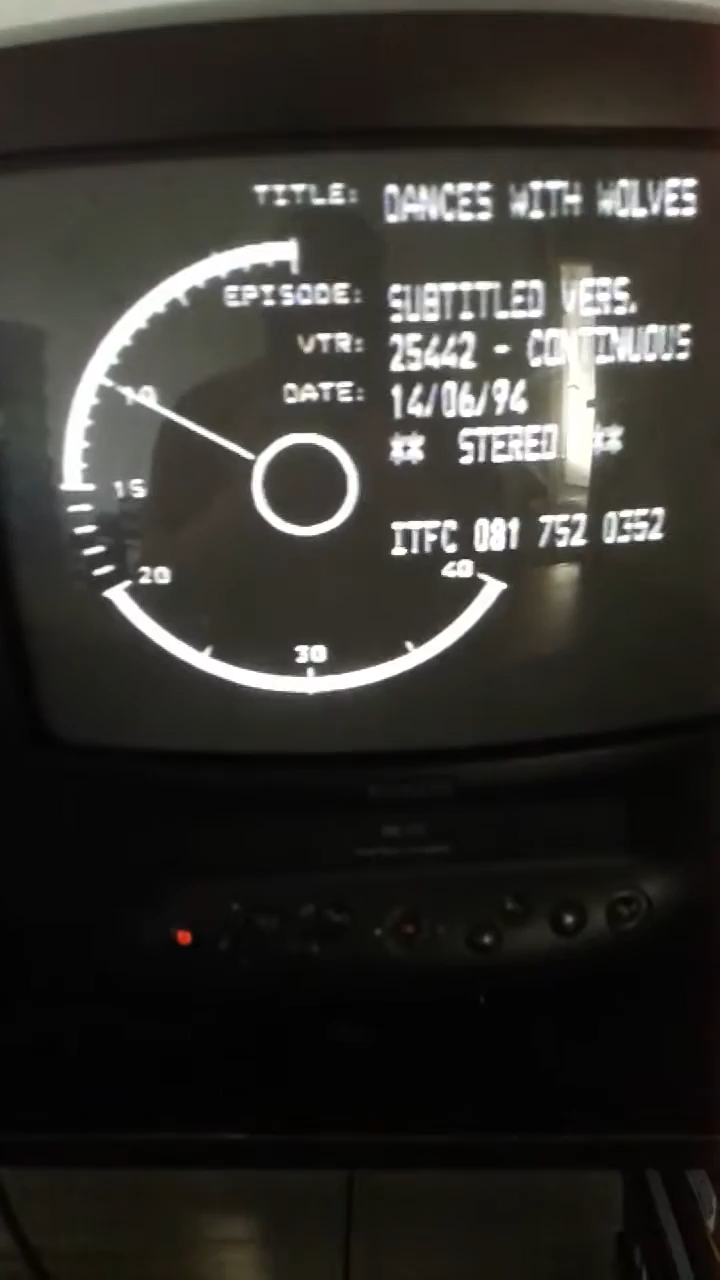 TITLE: DANCES WITH WOLVES
EPISODE: SUBTITLED VERS.
VTR: 25442 - CONTINUOUS
DATE: 14/06/94
** STEREO **
ITFC 081 752 0352
10
15
20
40
30